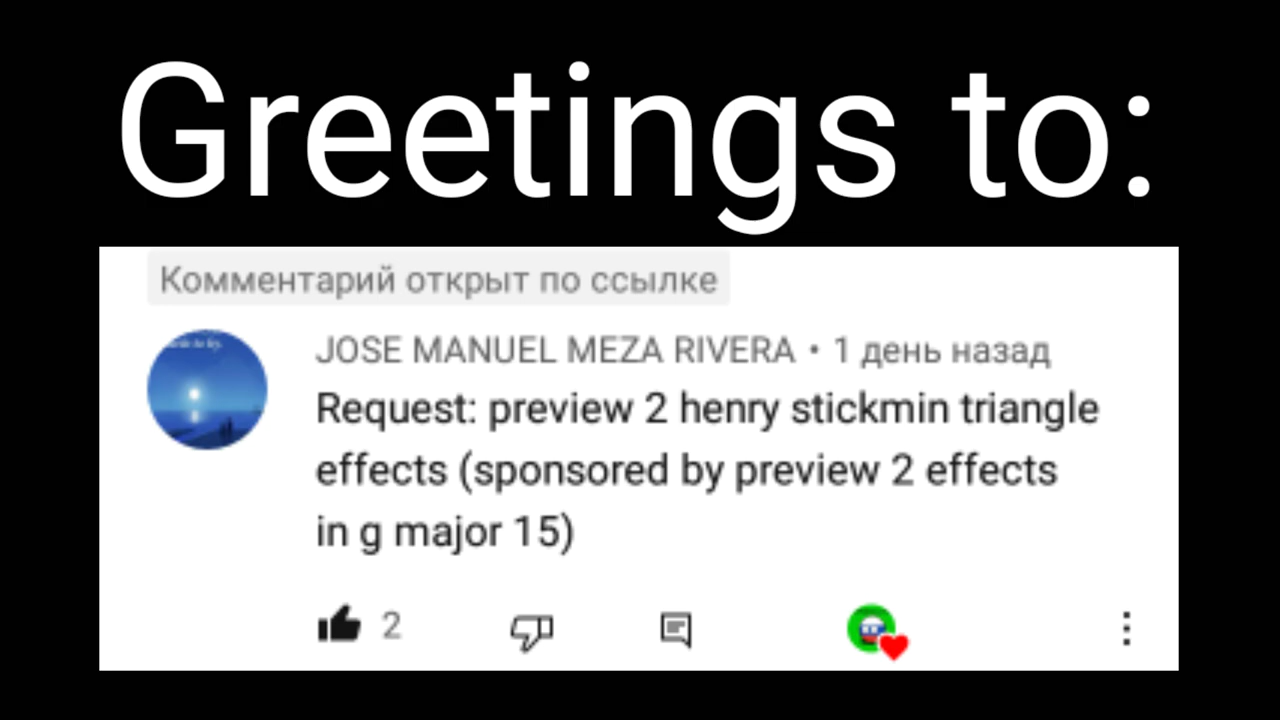 Greetings to:
Комментарий открыт по ссылке
JOSE MANUEL MEZA RIVERA • 1 день назад
Request: preview 2 henry stickmin triangle
effects (sponsored by preview 2 effects
in g major 15)
2